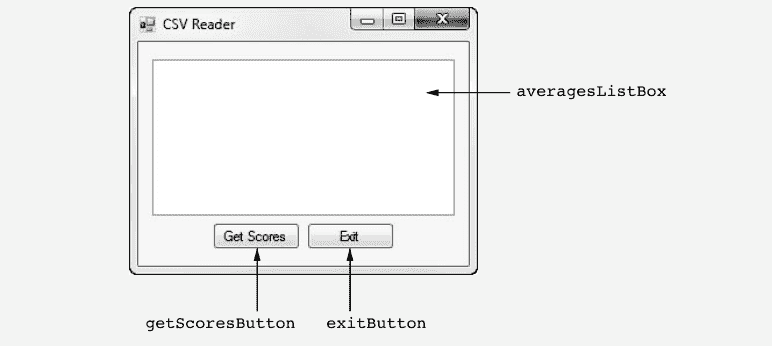 CSV Reader
averagesListBox
Get Scores
Exit
getScoresButton
exitButton